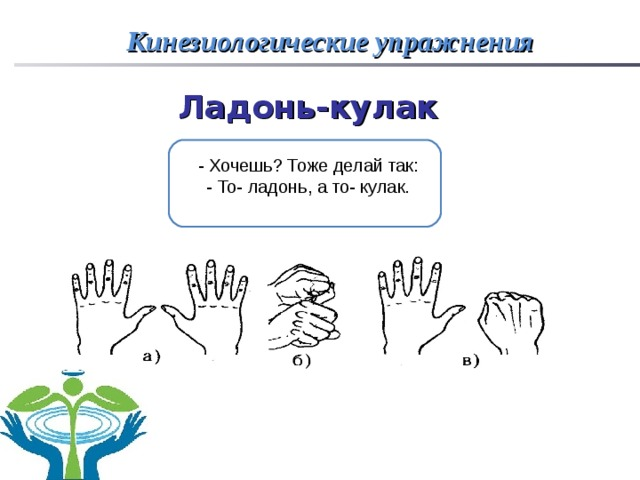 Кинезиологические упражнения
Ладонь-кулак
- Хочешь? Тоже делай так:
- То- ладонь, а то- кулак.
а)
б)
в)